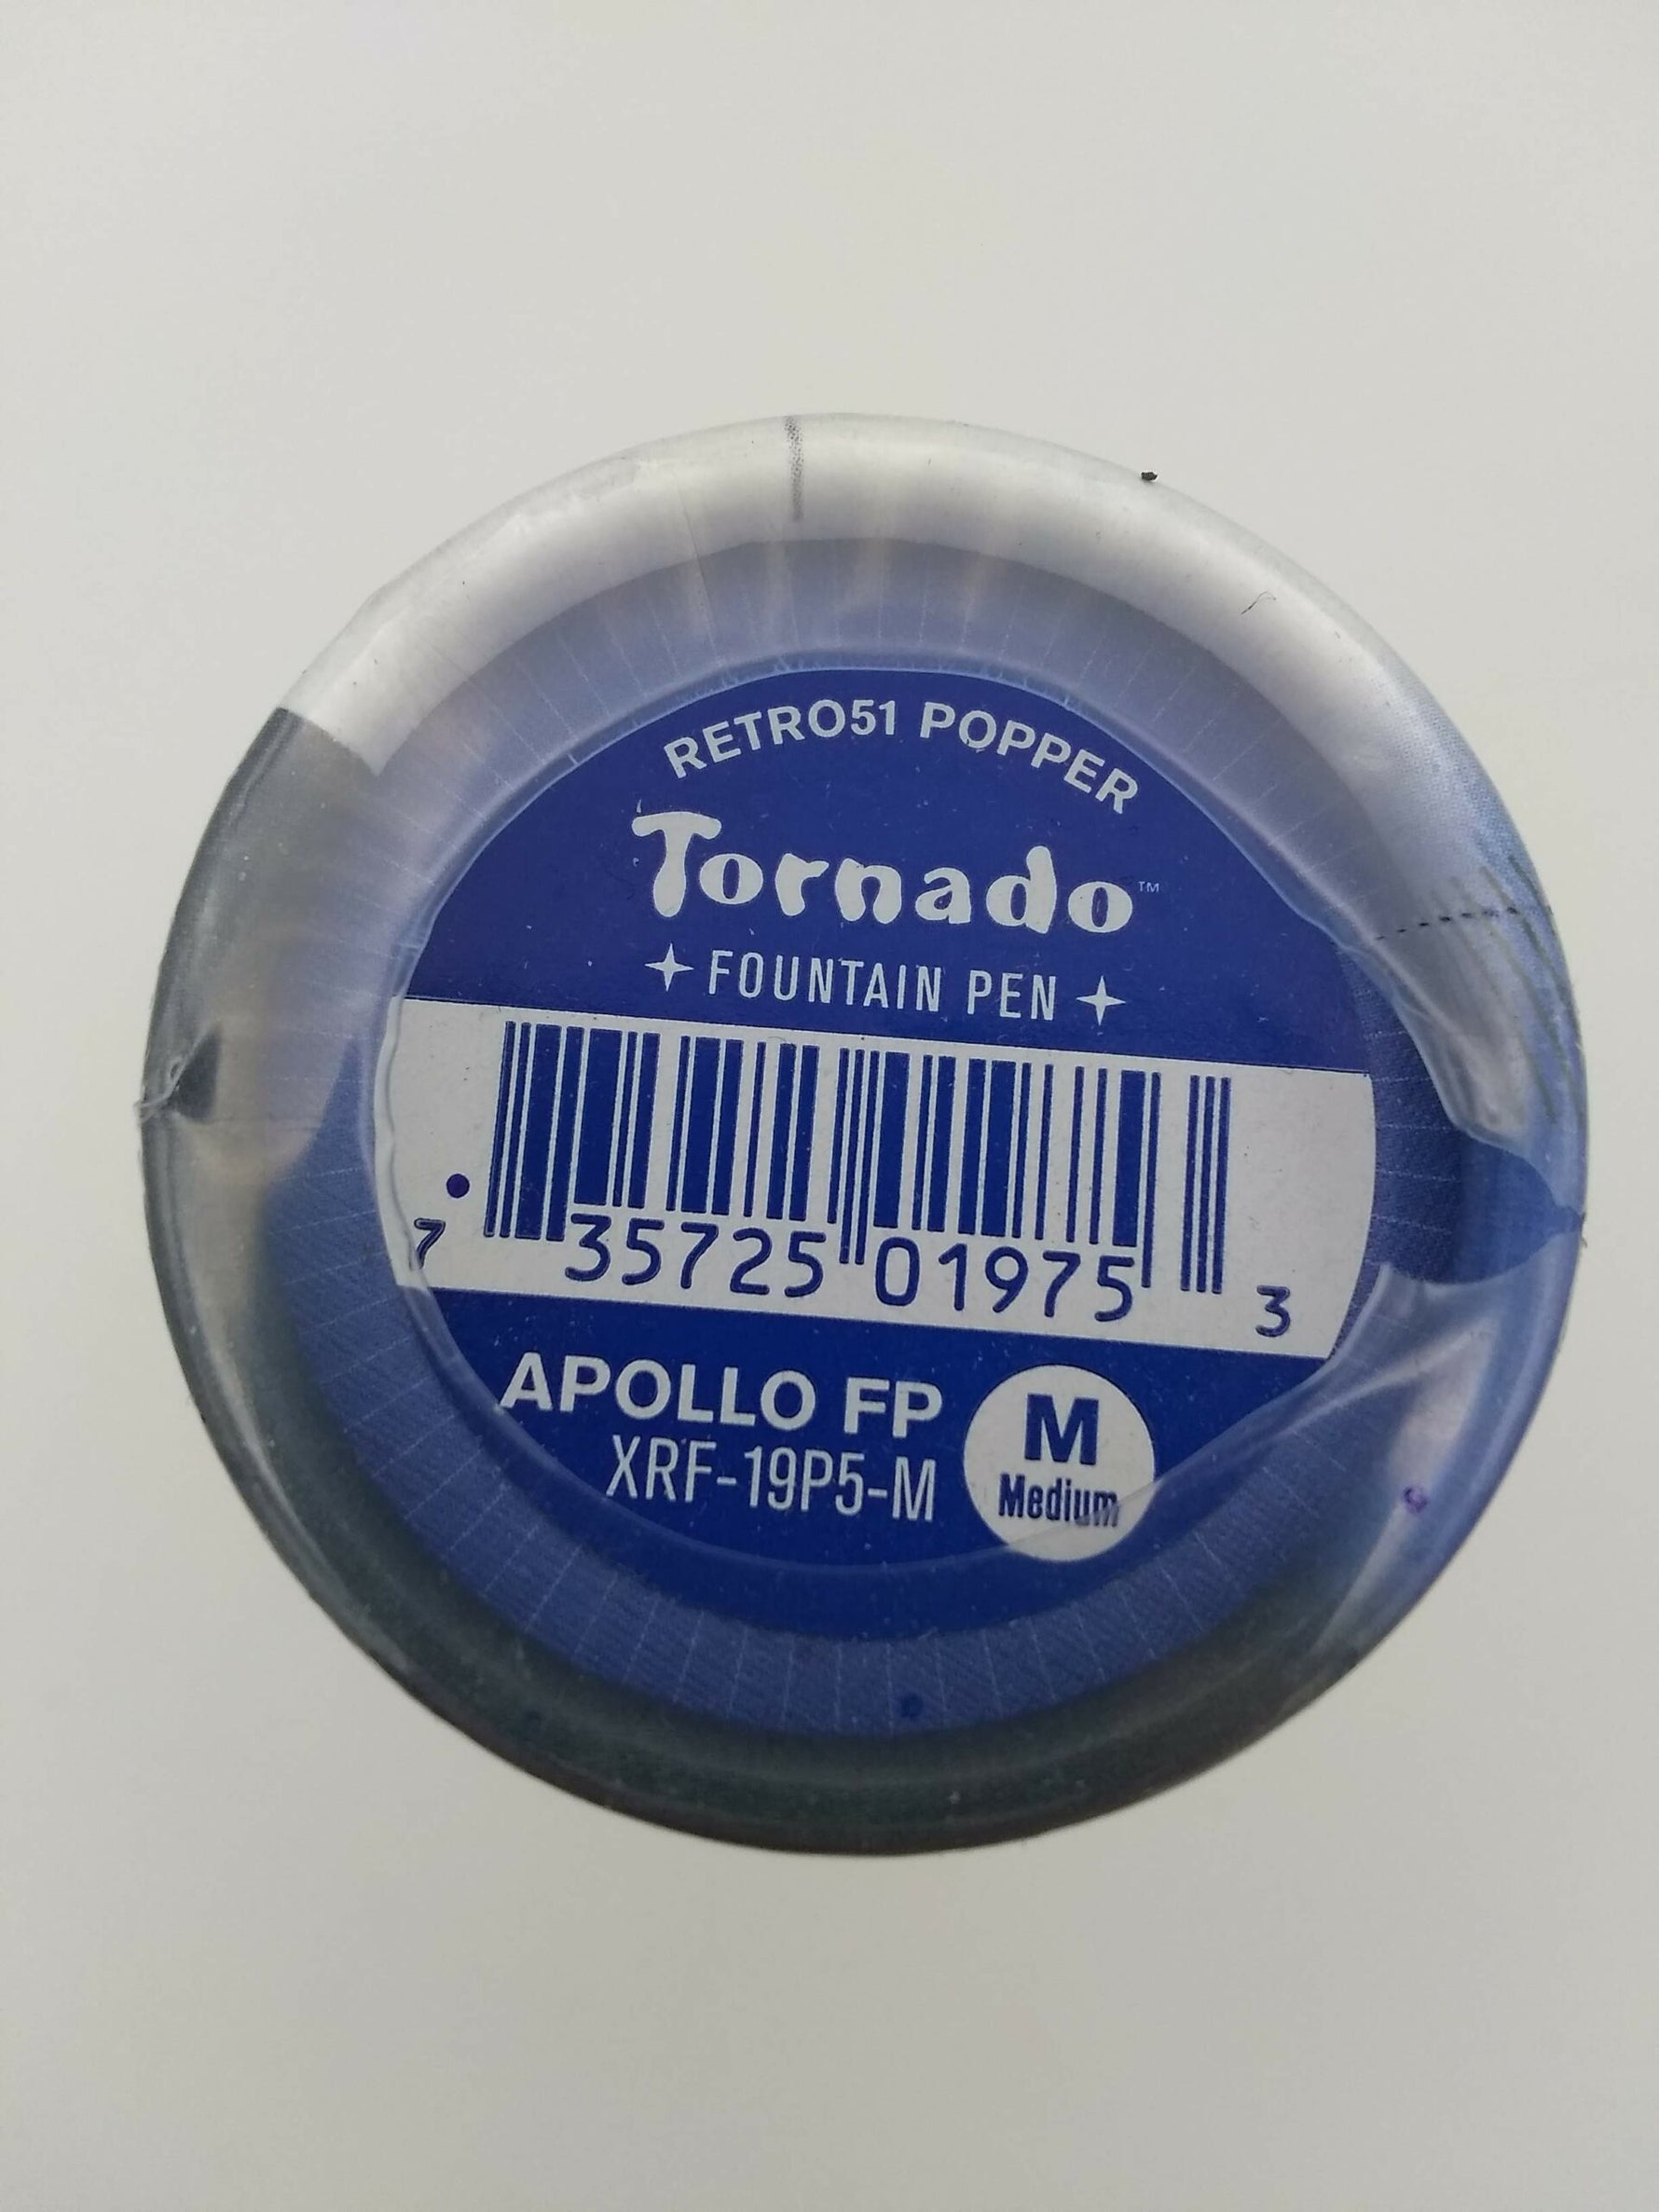 RETRO51 POPPER
Tornado™
FOUNTAIN PEN
7 35725 01975 3
APOLLO FP
XRF-19P5-M
M
Medium